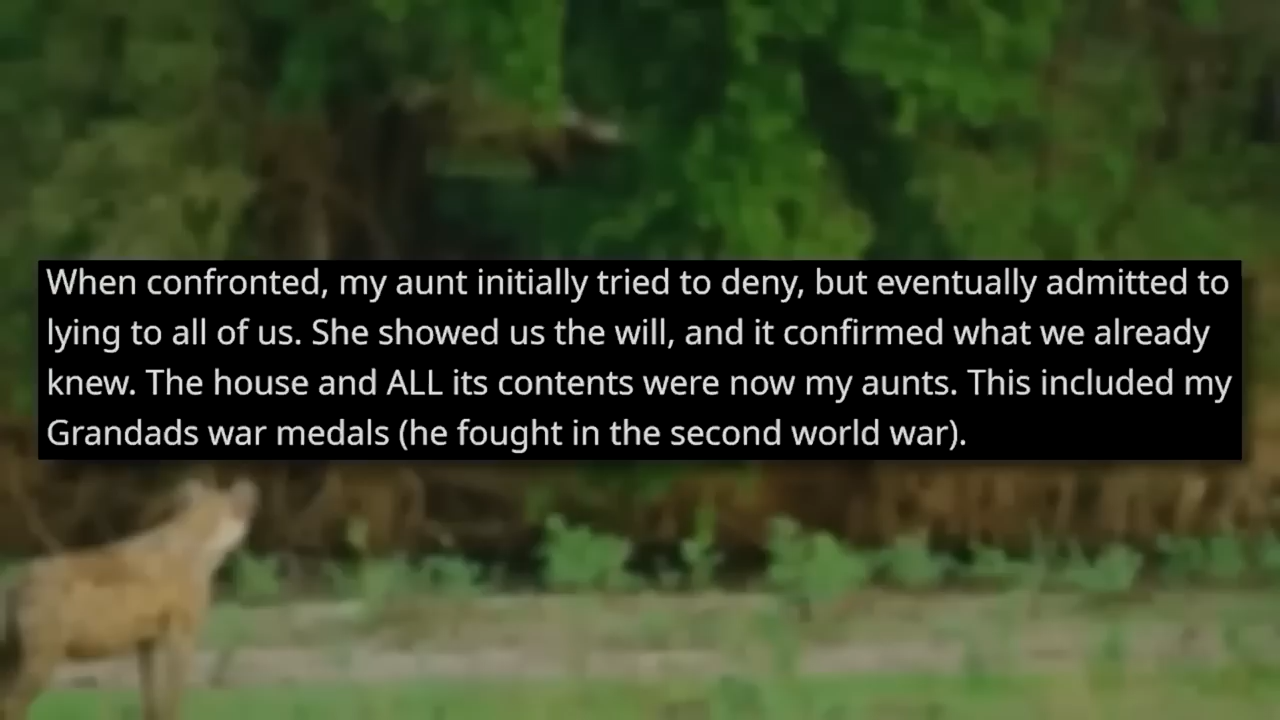 When confronted, my aunt initially tried to deny, but eventually admitted to
lying to all of us. She showed us the will, and it confirmed what we already
knew. The house and ALL its contents were now my aunts. This included my
Grandads war medals (he fought in the second world war).